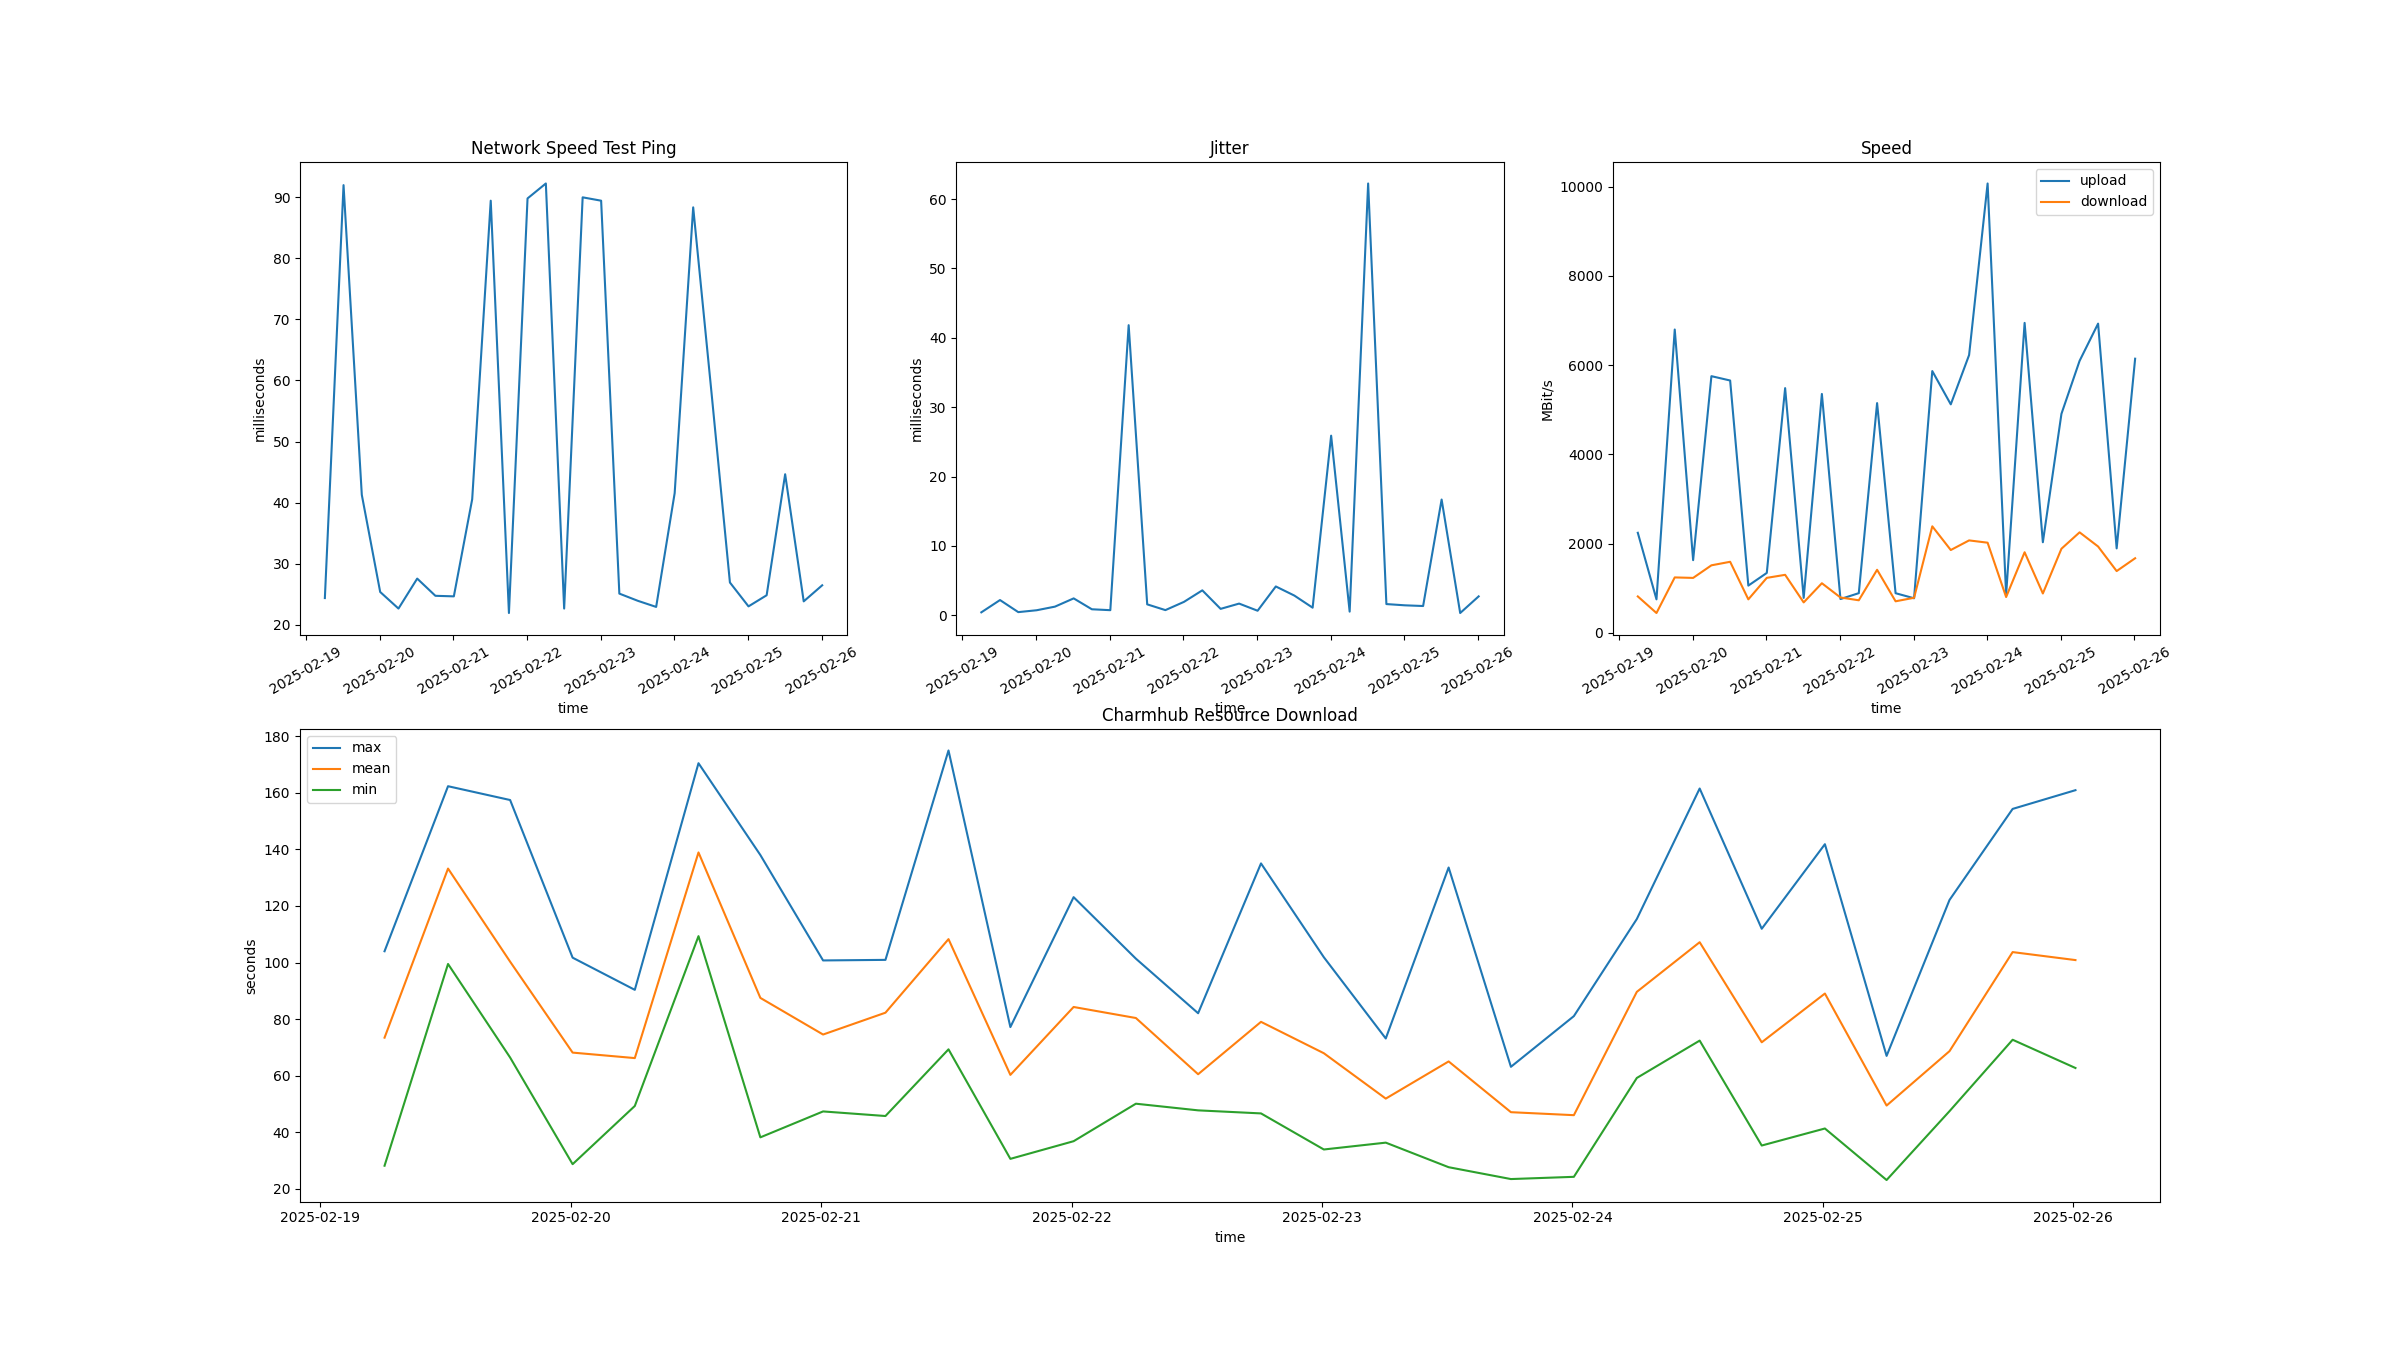 Network Speed Test Ping
milliseconds
90
80
70
60
50
40
30
20
2025-02-19 2025-02-20 2025-02-21 2025-02-22 2025-02-23 2025-02-24 2025-02-25 2025-02-26
time
Jitter
milliseconds
60
50
40
30
20
10
0
2025-02-19 2025-02-20 2025-02-21 2025-02-22 2025-02-23 2025-02-24 2025-02-25 2025-02-26
time
Speed
upload
download
MBit/s
10000
8000
6000
4000
2000
0
2025-02-19 2025-02-20 2025-02-21 2025-02-22 2025-02-23 2025-02-24 2025-02-25 2025-02-26
time
Charmhub Resource Download
max
mean
min
seconds
180
160
140
120
100
80
60
40
20
2025-02-19 2025-02-20 2025-02-21 2025-02-22 2025-02-23 2025-02-24 2025-02-25 2025-02-26
time